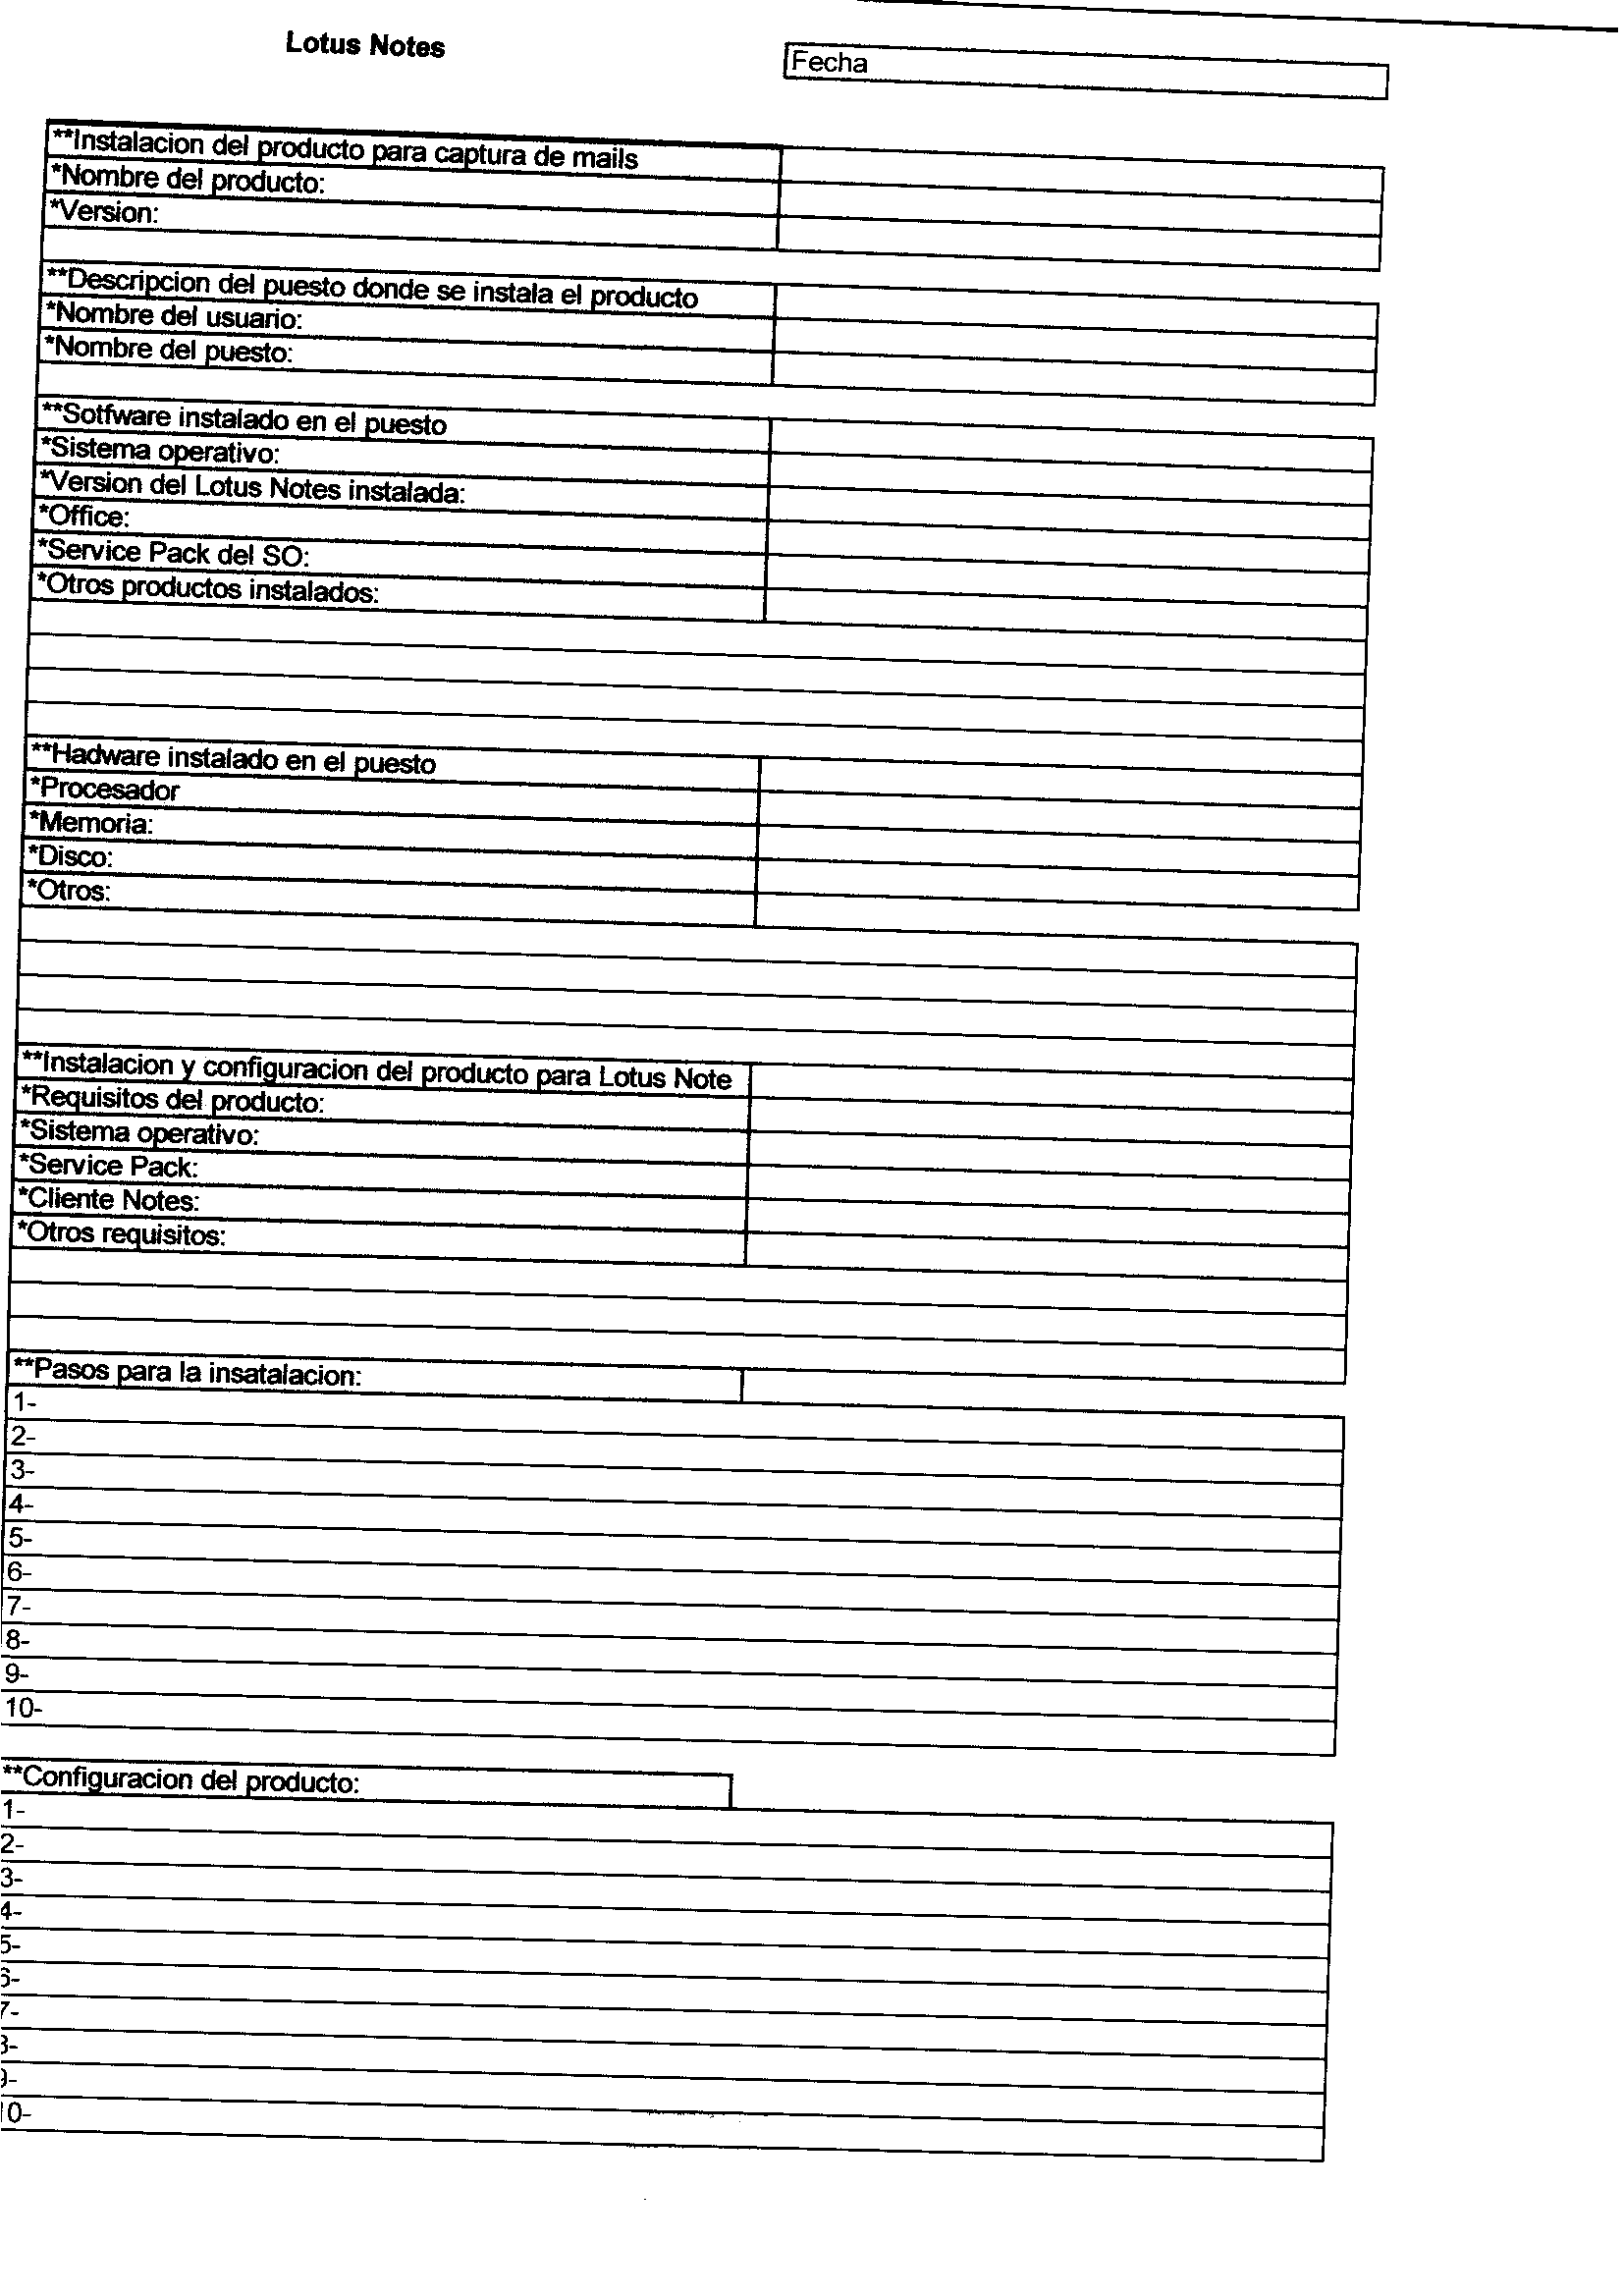 Lotus Notes
Fecha
**Instalacion del producto para captura de mails
*Nombre del producto:
*Version:
**Descripcion del puesto donde se instala el producto
*Nombre del usuario:
*Nombre del puesto:
**Sotfware instalado en el puesto
*Sistema operativo:
*Version del Lotus Notes instalada:
*Office:
*Service Pack del SO:
*Otros productos instalados:
**Hadware instalado en el puesto
*Procesador
*Memoria:
*Disco:
*Otros:
**Instalacion y configuracion del producto para Lotus Note
*Requisitos del producto:
*Sistema operativo:
*Service Pack:
*Cliente Notes:
*Otros requisitos:
**Pasos para la insatalacion:
1-
2-
3-
4-
5-
6-
7-
8-
9-
10-
**Configuracion del producto:
1-
2-
3-
4-
5-
6-
7-
8-
9-
10-